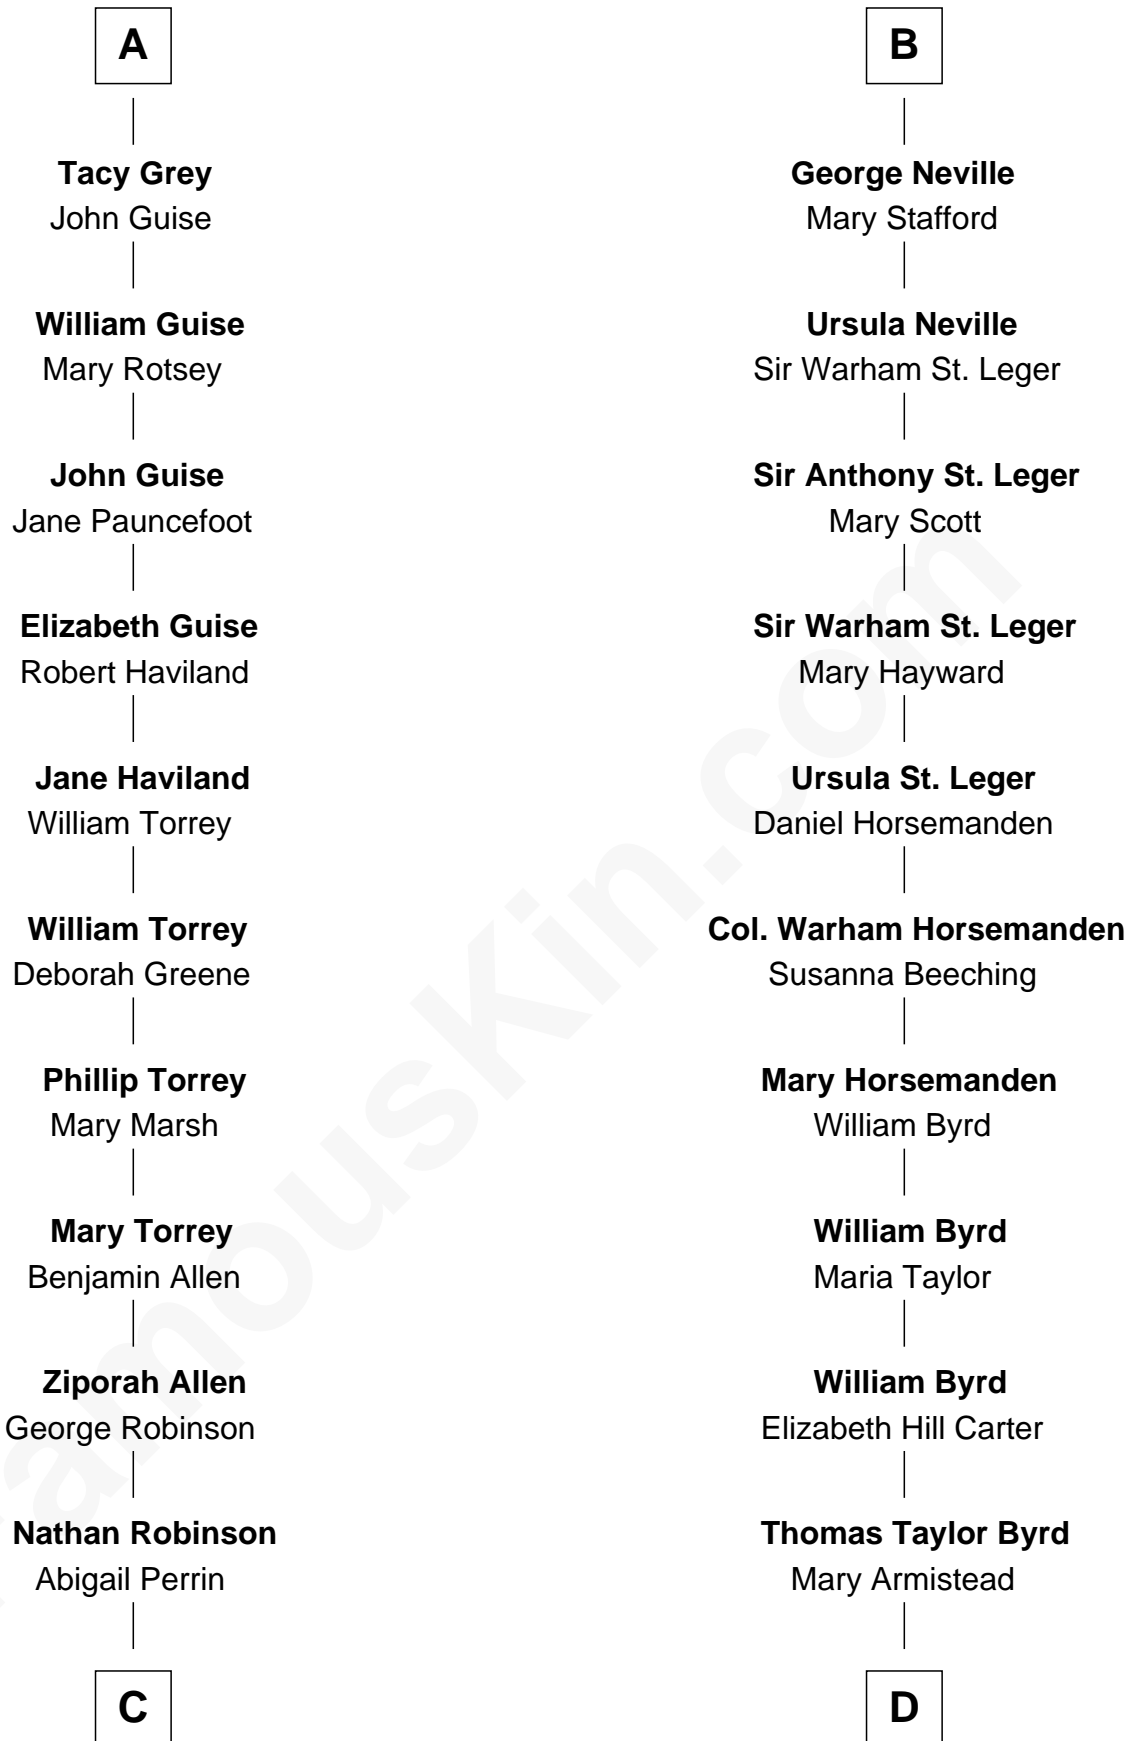 A
Tacy Grey
John Guise
William Guise
Mary Rotsey
John Guise
Jane Pauncefoot
Elizabeth Guise
Robert Haviland
Jane Haviland
William Torrey
William Torrey
Deborah Greene
Phillip Torrey
Mary Marsh
Mary Torrey
Benjamin Allen
Ziporah Allen
George Robinson
Nathan Robinson
Abigail Perrin
C
B
George Neville
Mary Stafford
Ursula Neville
Sir Warham St. Leger
Sir Anthony St. Leger
Mary Scott
Sir Warham St. Leger
Mary Hayward
Ursula St. Leger
Daniel Horsemanden
Col. Warham Horsemanden
Susanna Beeching
Mary Horsemanden
William Byrd
William Byrd
Maria Taylor
William Byrd
Elizabeth Hill Carter
Thomas Taylor Byrd
Mary Armistead
D
FamousKin.com